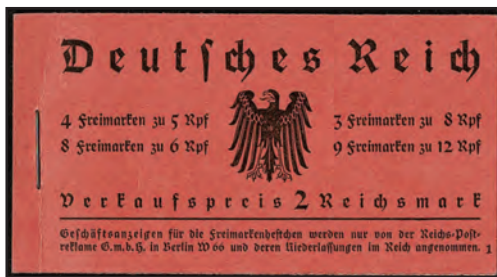 Deutſches Reich
4 Freimarken zu 5 Rpf 3 Freimarken zu 8 Rpf
8 Freimarken zu 6 Rpf 9 Freimarken zu 12 Rpf
Verkaufspreis 2 Reichsmark
Geſchäftsanzeigen für die Freimarkenheftchen werden nur von der Reichs-Poſt-
reklame G.m.b.H. in Berlin W 66 und deren Niederlaſſungen im Reich angenommen. 1